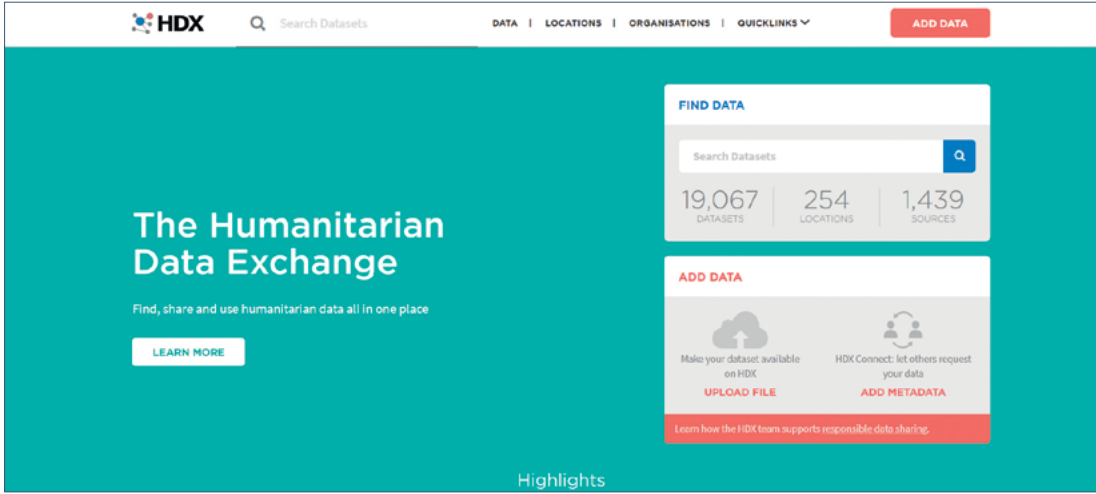 HDX
Search Datasets
DATA | LOCATIONS | ORGANISATIONS | QUICKLINKS
ADD DATA
The Humanitarian
Data Exchange
Find, share and use humanitarian data all in one place
LEARN MORE
FIND DATA
Search Datasets
19,067 254 1,439
DATASETS LOCATIONS SOURCES
ADD DATA
Make your dataset available
on HDX
UPLOAD FILE
HDX Connect: let others request
your data
ADD METADATA
Learn how the HDX team supports responsible data sharing.
Highlights